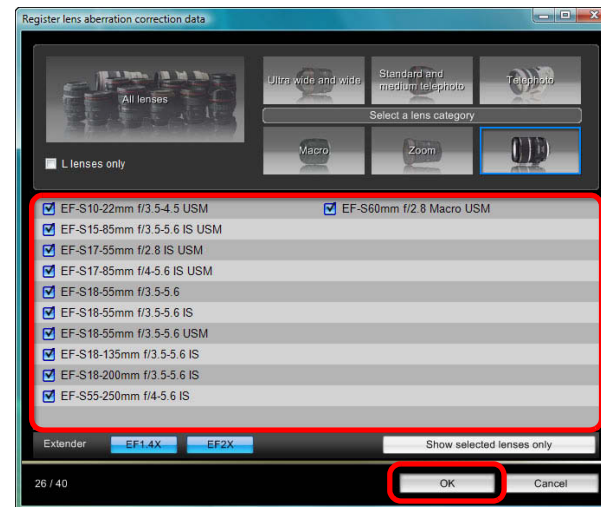 Register lens aberration correction data
All lenses
L lenses only
Ultra wide and wide
Standard and
medium telephoto
Telephoto
Select a lens category
Macro
Zoom
EF-S10-22mm f/3.5-4.5 USM
EF-S15-85mm f/3.5-5.6 IS USM
EF-S17-55mm f/2.8 IS USM
EF-S17-85mm f/4-5.6 IS USM
EF-S18-55mm f/3.5-5.6
EF-S18-55mm f/3.5-5.6 IS
EF-S18-55mm f/3.5-5.6 USM
EF-S18-135mm f/3.5-5.6 IS
EF-S18-200mm f/3.5-5.6 IS
EF-S55-250mm f/4-5.6 IS
EF-S60mm f/2.8 Macro USM
Extender EF1.4X EF2X Show selected lenses only
26 / 40 OK Cancel